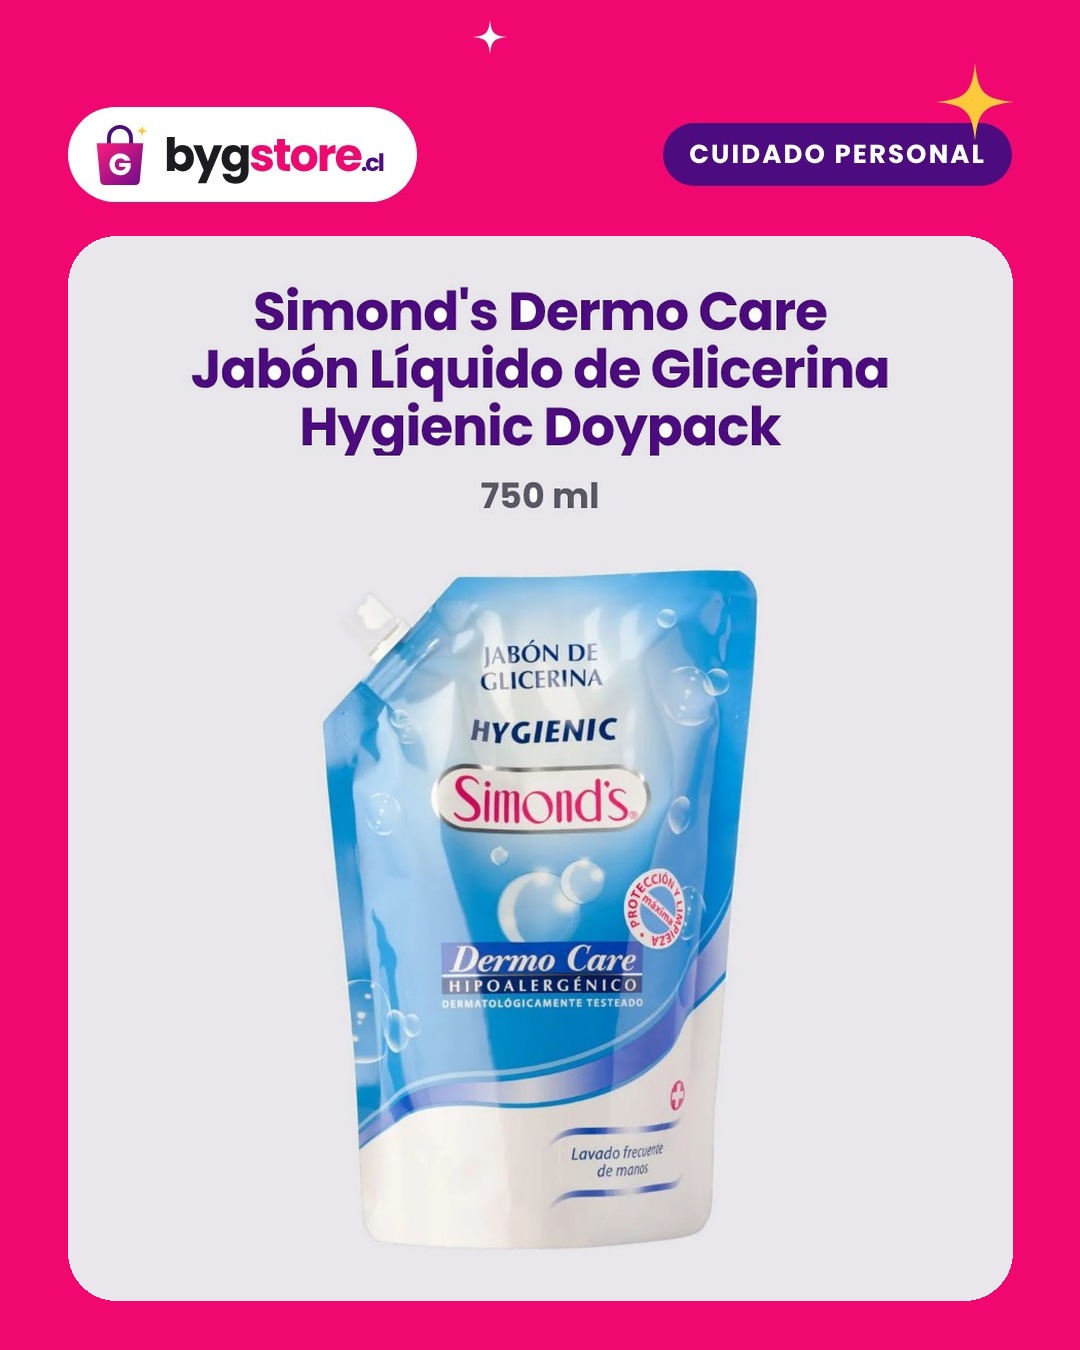 G bygstore.cl
CUIDADO PERSONAL
Simond's Dermo Care
Jabón Líquido de Glicerina
Hygienic Doypack
750 ml
JABÓN DE
GLICERINA
HYGIENIC
Simond's®
PROTECCIÓN Y LIMPIEZA •
máxima
Dermo Care
HIPOALERGÉNICO
DERMATOLÓGICAMENTE TESTEADO
Lavado frecuente
de manos